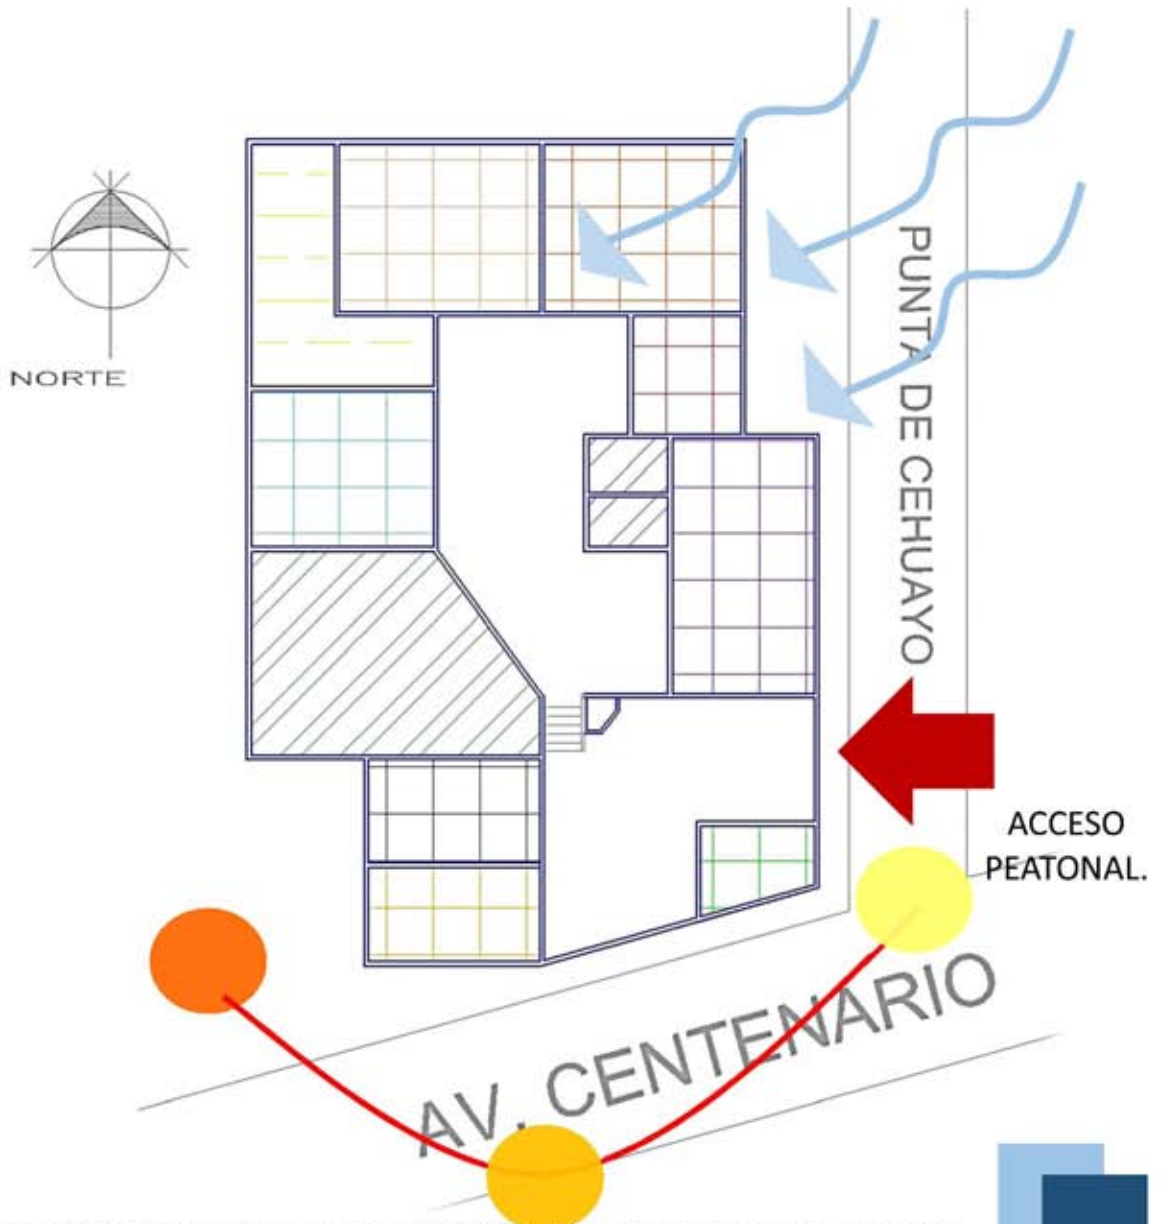 NORTE
PUNTA DE CEHUAYO
ACCESO
PEATONAL.
AV. CENTENARIO